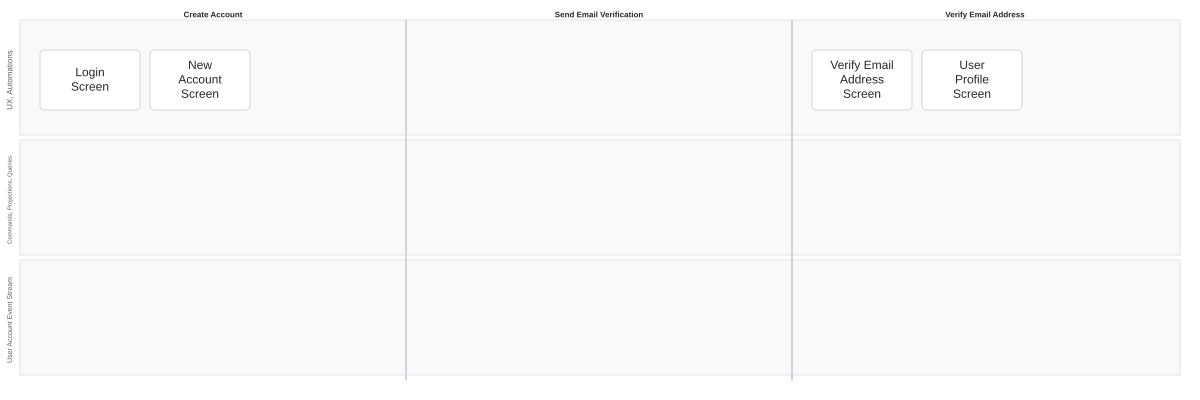 Create Account
Send Email Verification
Verify Email Address
UX, Automations
Login
Screen
New
Account
Screen
Verify Email
Address
Screen
User
Profile
Screen
Commands, Projections, Queries
User Account Event Stream